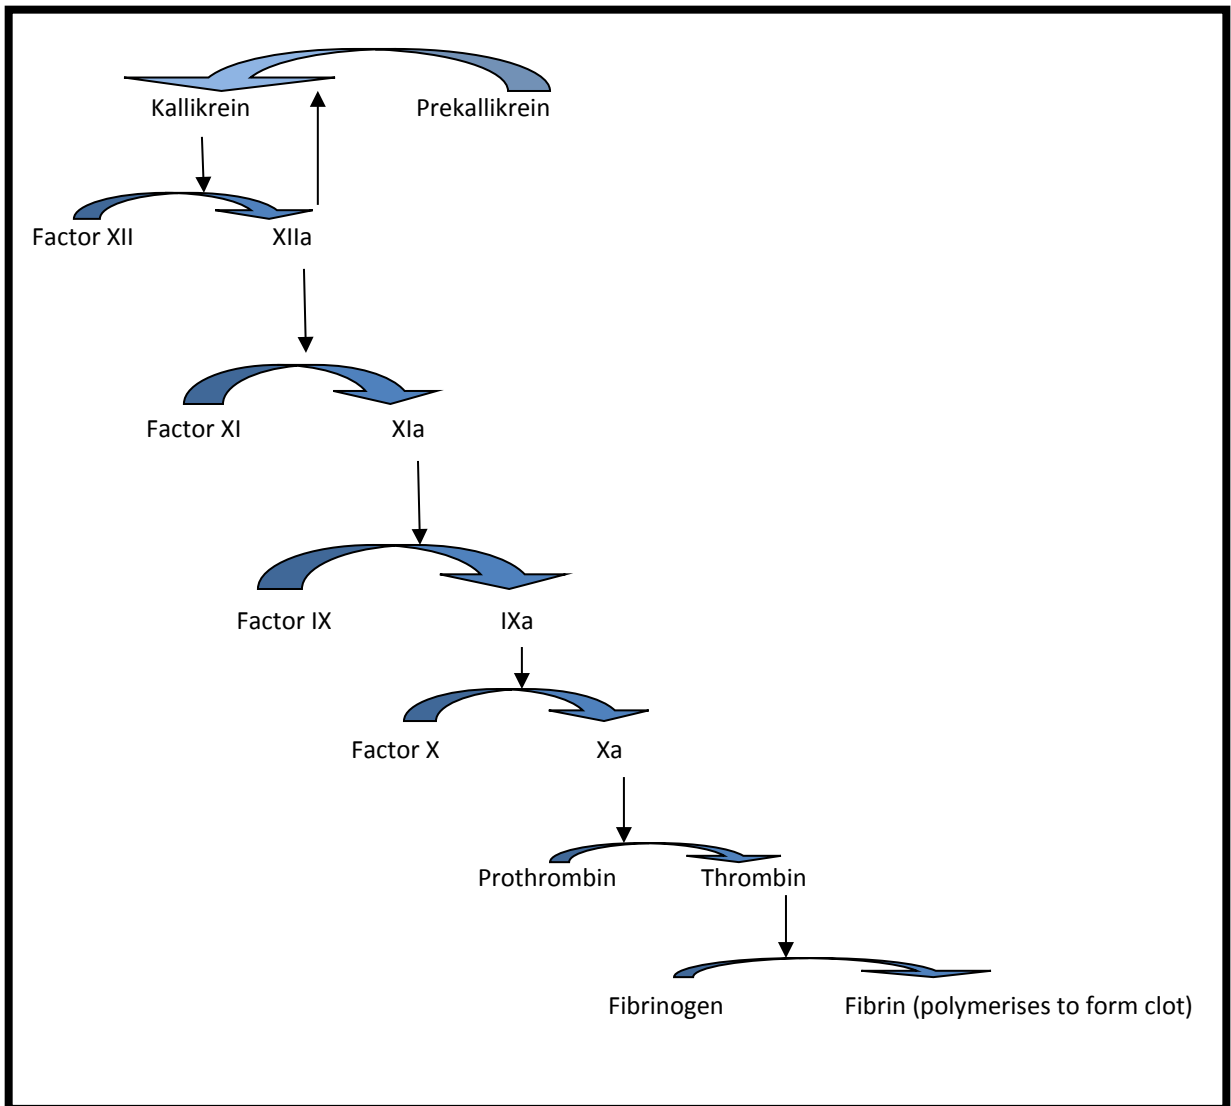 Kallikrein Prekallikrein
Factor XII XIIa
Factor XI XIa
Factor IX IXa
Factor X Xa
Prothrombin Thrombin
Fibrinogen Fibrin (polymerises to form clot)